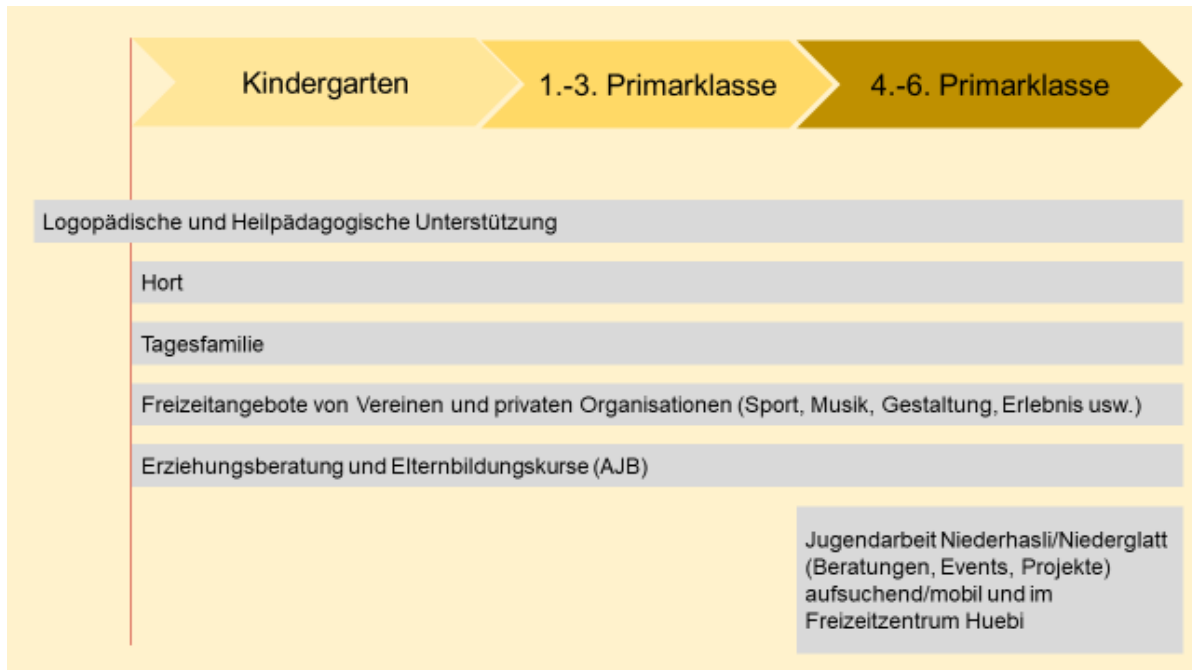 Kindergarten
1.-3. Primarklasse
4.-6. Primarklasse
Logopädische und Heilpädagogische Unterstützung
Hort
Tagesfamilie
Freizeitangebote von Vereinen und privaten Organisationen (Sport, Musik, Gestaltung, Erlebnis usw.)
Erziehungsberatung und Elternbildungskurse (AJB)
Jugendarbeit Niederhasli/Niederglatt
(Beratungen, Events, Projekte)
aufsuchend/mobil und im
Freizeitzentrum Huebi